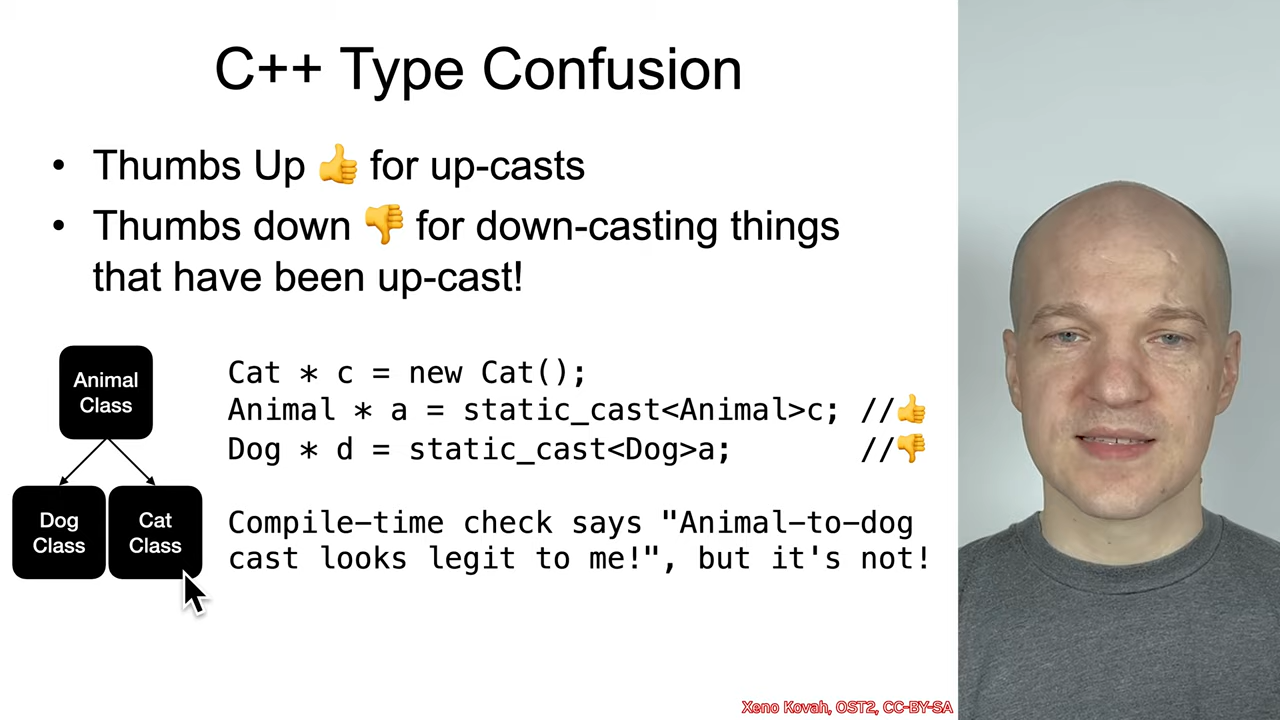 C++ Type Confusion
• Thumbs Up 👍 for up-casts
• Thumbs down 👎 for down-casting things
that have been up-cast!
Animal
Class
Dog
Class
Cat
Class
Cat * c = new Cat();
Animal * a = static_cast<Animal>c; //👍
Dog * d = static_cast<Dog>a; //👎
Compile-time check says "Animal-to-dog
cast looks legit to me!", but it's not!
Xeno Kovah, OST2, CC-BY-SA